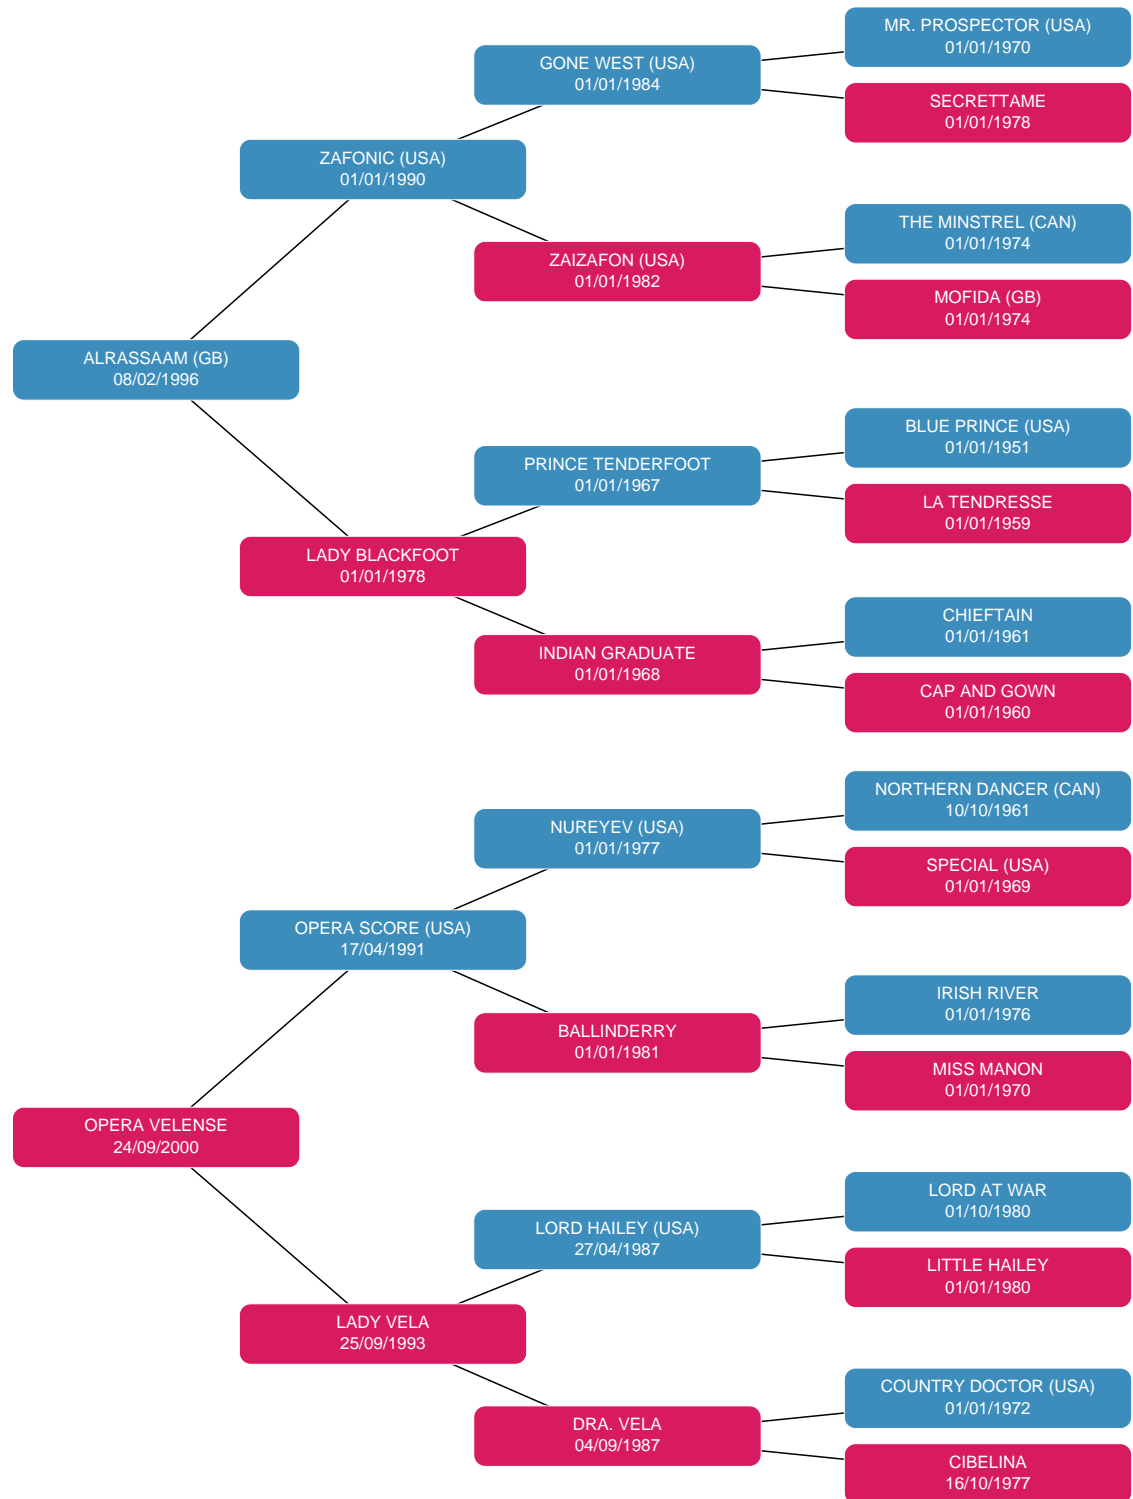 MR. PROSPECTOR (USA)
01/01/1970
GONE WEST (USA)
01/01/1984
SECRETTAME
01/01/1978
ZAFONIC (USA)
01/01/1990
THE MINSTREL (CAN)
01/01/1974
ZAIZAFON (USA)
01/01/1982
MOFIDA (GB)
01/01/1974
ALRASSAAM (GB)
08/02/1996
BLUE PRINCE (USA)
01/01/1951
PRINCE TENDERFOOT
01/01/1967
LA TENDRESSE
01/01/1959
LADY BLACKFOOT
01/01/1978
CHIEFTAIN
01/01/1961
INDIAN GRADUATE
01/01/1968
CAP AND GOWN
01/01/1960
NORTHERN DANCER (CAN)
10/10/1961
NUREYEV (USA)
01/01/1977
SPECIAL (USA)
01/01/1969
OPERA SCORE (USA)
17/04/1991
IRISH RIVER
01/01/1976
BALLINDERRY
01/01/1981
MISS MANON
01/01/1970
OPERA VELENSE
24/09/2000
LORD AT WAR
01/10/1980
LORD HAILEY (USA)
27/04/1987
LITTLE HAILEY
01/01/1980
LADY VELA
25/09/1993
COUNTRY DOCTOR (USA)
01/01/1972
DRA. VELA
04/09/1987
CIBELINA
16/10/1977